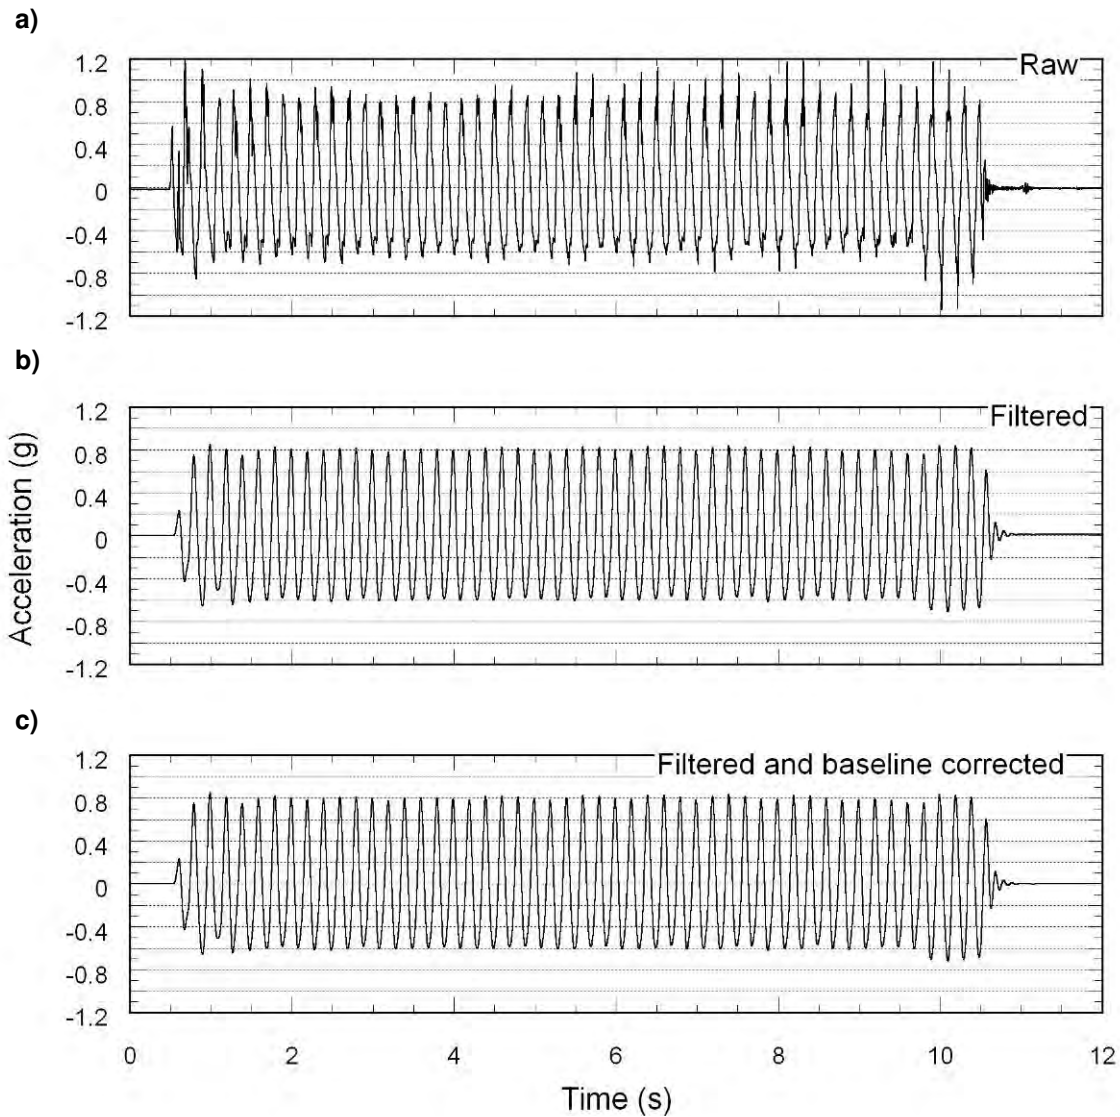 a)
Raw
1.2
0.8
0.4
0
-0.4
-0.8
-1.2
b)
Filtered
1.2
0.8
0.4
0
-0.4
-0.8
-1.2
Acceleration (g)
c)
Filtered and baseline corrected
1.2
0.8
0.4
0
-0.4
-0.8
-1.2
0 2 4 6 8 10 12
Time (s)